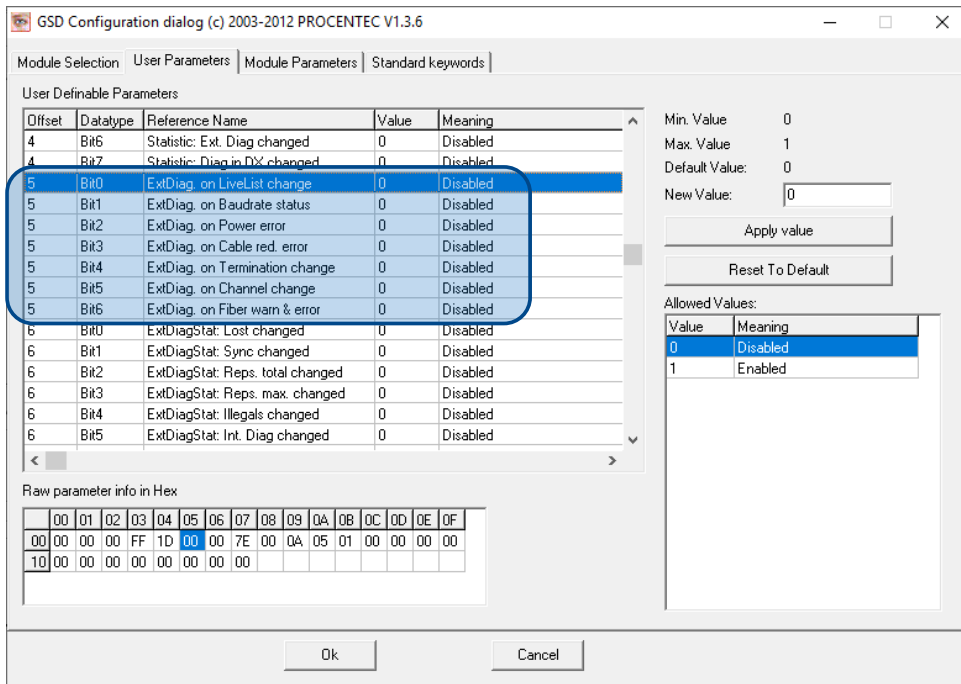 GSD Configuration dialog (c) 2003-2012 PROCENTEC V1.3.6
Module Selection User Parameters Module Parameters Standard keywords
User Definable Parameters
Offset Datatype Reference Name Value Meaning
4 Bit6 Statistic: Ext. Diag changed 0 Disabled
4 Bit7 Statistic: Diag in DX changed 0 Disabled
5 Bit0 ExtDiag. on LiveList change 0 Disabled
5 Bit1 ExtDiag. on Baudrate status 0 Disabled
5 Bit2 ExtDiag. on Power error 0 Disabled
5 Bit3 ExtDiag. on Cable red. error 0 Disabled
5 Bit4 ExtDiag. on Termination change 0 Disabled
5 Bit5 ExtDiag. on Channel change 0 Disabled
5 Bit6 ExtDiag. on Fiber warn & error 0 Disabled
6 Bit0 ExtDiagStat: Lost changed 0 Disabled
6 Bit1 ExtDiagStat: Sync changed 0 Disabled
6 Bit2 ExtDiagStat: Reps. total changed 0 Disabled
6 Bit3 ExtDiagStat: Reps. max. changed 0 Disabled
6 Bit4 ExtDiagStat: Illegals changed 0 Disabled
6 Bit5 ExtDiagStat: Int. Diag changed 0 Disabled
Min. Value 0
Max. Value 1
Default Value: 0
New Value: 0
Apply value
Reset To Default
Allowed Values:
Value Meaning
0 Disabled
1 Enabled
Raw parameter info in Hex
00 01 02 03 04 05 06 07 08 09 0A 0B 0C 0D 0E 0F
00 00 00 00 FF 1D 00 00 7E 00 0A 05 01 00 00 00 00
10 00 00 00 00 00 00 00 00
Ok Cancel